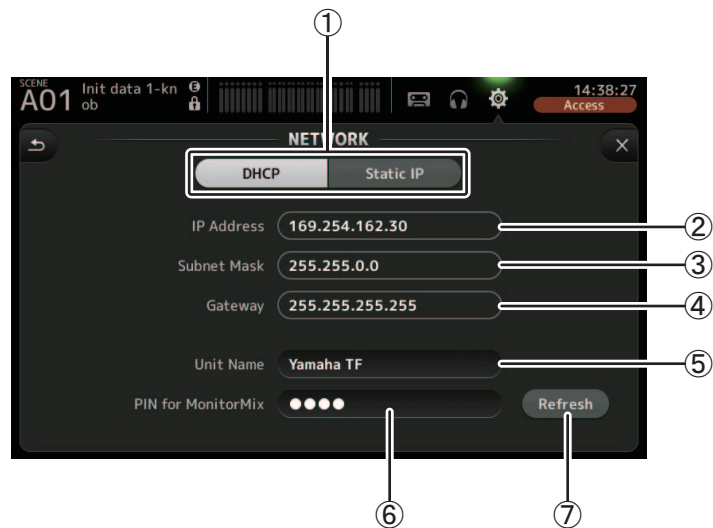 ①
SCENE
A01 Init data 1-kn
ob
E
14:38:27
Access
NETWORK
DHCP Static IP
IP Address 169.254.162.30 ②
Subnet Mask 255.255.0.0 ③
Gateway 255.255.255.255 ④
Unit Name Yamaha TF ⑤
PIN for MonitorMix ●●●● Refresh
⑥ ⑦